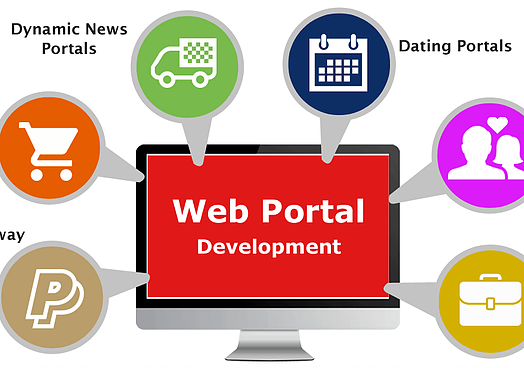 Dynamic News
Portals
Dating Portals
Web Portal
Development
way